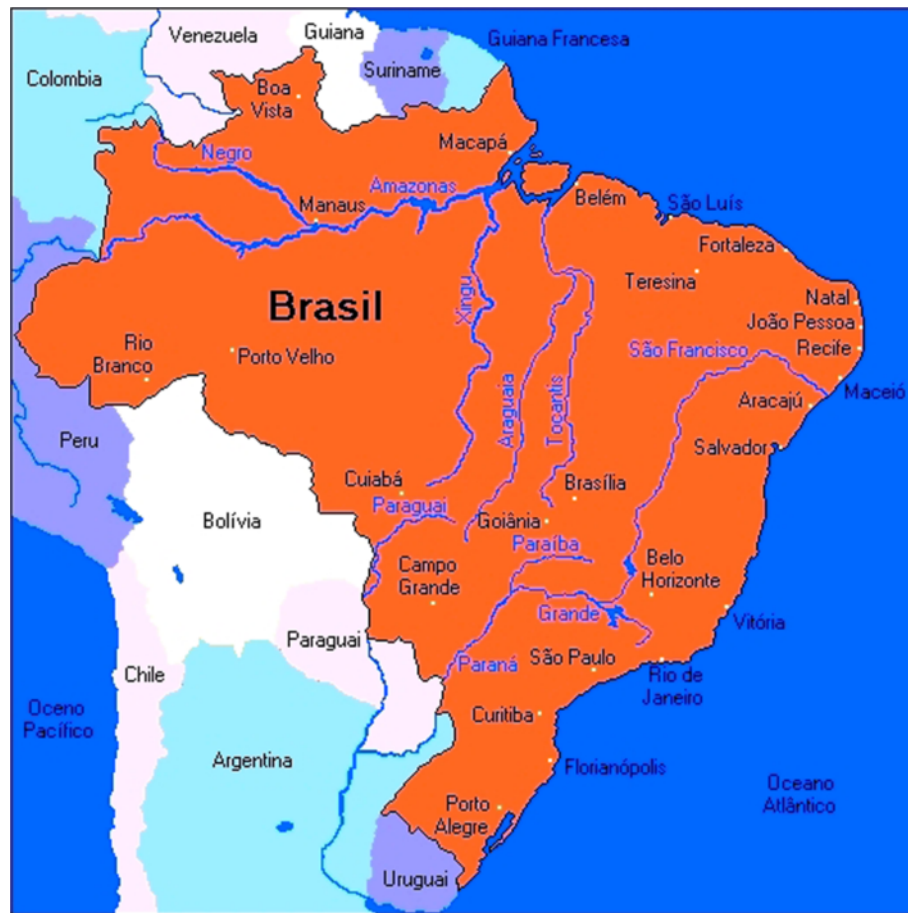 Venezuela
Guiana
Guiana Francesa
Colombia
Suriname
Boa
Vista
Macapá
Negro
Amazonas
Manaus
Belém
São Luís
Fortaleza
Teresina
Xingu
Brasil
Natal
João Pessoa
Recife
São Francisco
Rio
Branco
Porto Velho
Maceió
Aracajú
Araguaia
Tocantis
Peru
Salvador
Cuiabá
Brasília
Paraguai
Bolívia
Goiânia
Paraíba
Campo
Grande
Belo
Horizonte
Grande
Vitória
Paraguai
São Paulo
Paraná
Chile
Rio de
Janeiro
Oceno
Pacífico
Curitiba
Argentina
Florianópolis
Oceano
Atlântico
Porto
Alegre
Uruguai